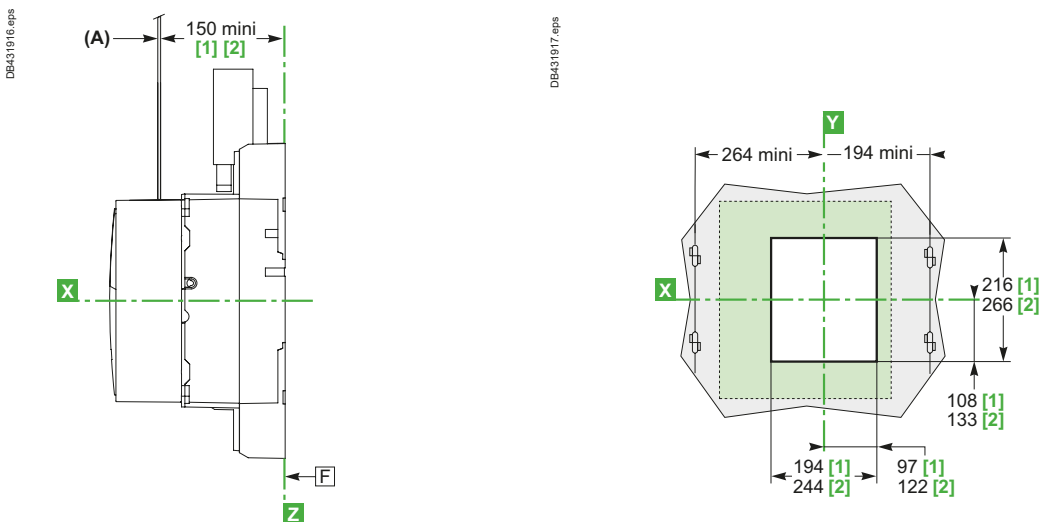 DB431916.eps
(A)
150 mini
[1] [2]
X
F
Z
DB431917.eps
Y
264 mini
194 mini
X
216 [1]
266 [2]
108 [1]
133 [2]
194 [1]
244 [2]
97 [1]
122 [2]